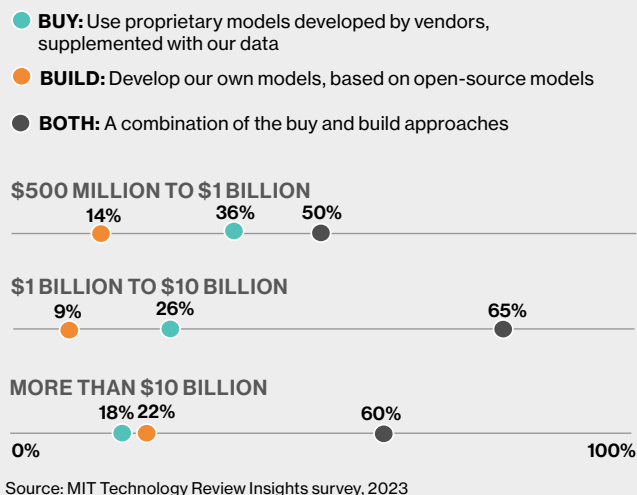 BUY: Use proprietary models developed by vendors,
supplemented with our data
BUILD: Develop our own models, based on open-source models
BOTH: A combination of the buy and build approaches
$500 MILLION TO $1 BILLION
14% 36% 50%
$1 BILLION TO $10 BILLION
9% 26% 65%
MORE THAN $10 BILLION
18% 22% 60%
0% 100%
Source: MIT Technology Review Insights survey, 2023